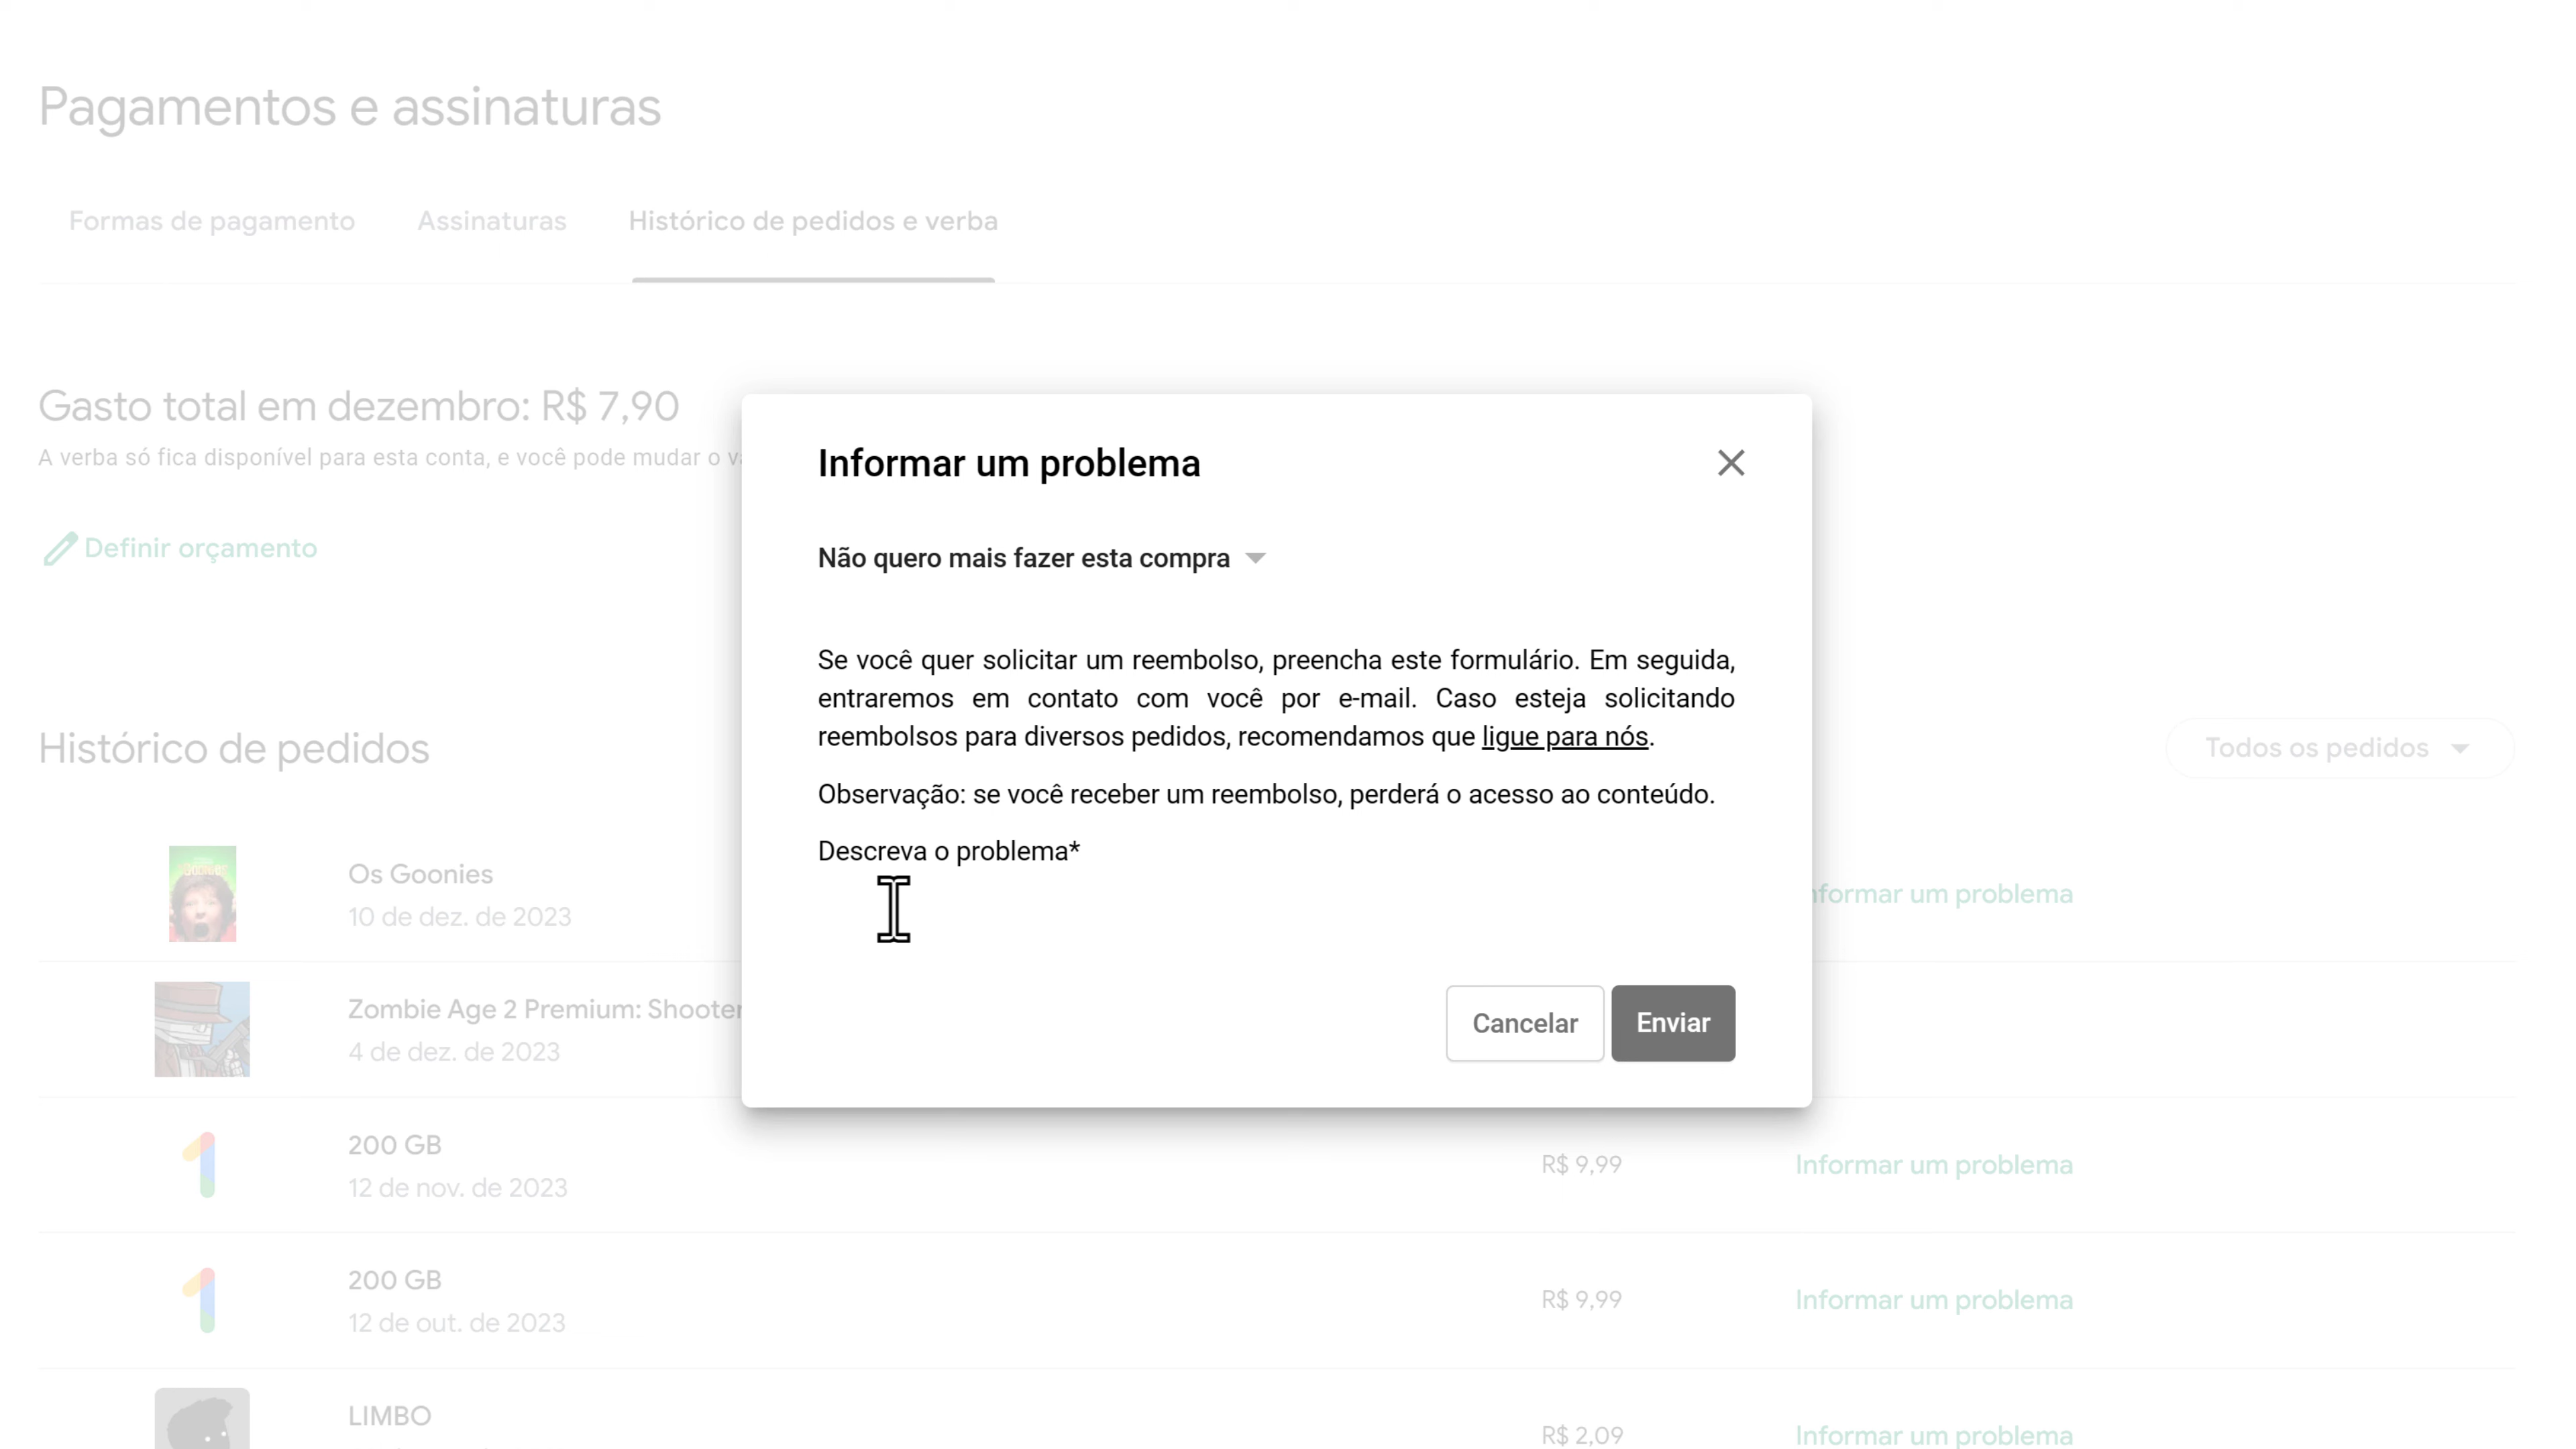 Pagamentos e assinaturas
Formas de pagamento
Assinaturas
Histórico de pedidos e verba
Gasto total em dezembro: R$ 7,90
A verba só fica disponível para esta conta, e você pode mudar o
Definir orçamento
Informar um problema
Não quero mais fazer esta compra
Se você quer solicitar um reembolso, preencha este formulário. Em seguida,
entraremos em contato com você por e-mail. Caso esteja solicitando
reembolsos para diversos pedidos, recomendamos que ligue para nós.
Observação: se você receber um reembolso, perderá o acesso ao conteúdo.
Descreva o problema*
Cancelar
Enviar
Histórico de pedidos
Todos os pedidos
Os Goonies
10 de dez. de 2023
nformar um problema
Zombie Age 2 Premium: Shooter
4 de dez. de 2023
200 GB
12 de nov. de 2023
R$ 9,99
Informar um problema
200 GB
12 de out. de 2023
R$ 9,99
Informar um problema
LIMBO
R$ 2,09
Informar um problema